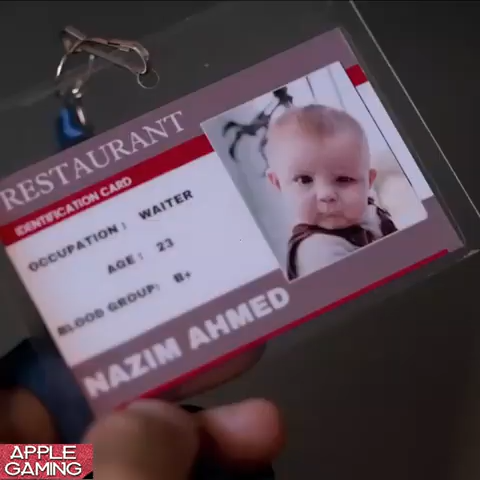 RESTAURANT
IDENTIFICATION CARD
OCCUPATION : WAITER
AGE : 23
BLOOD GROUP: B+
NAZIM AHMED
APPLE
GAMING